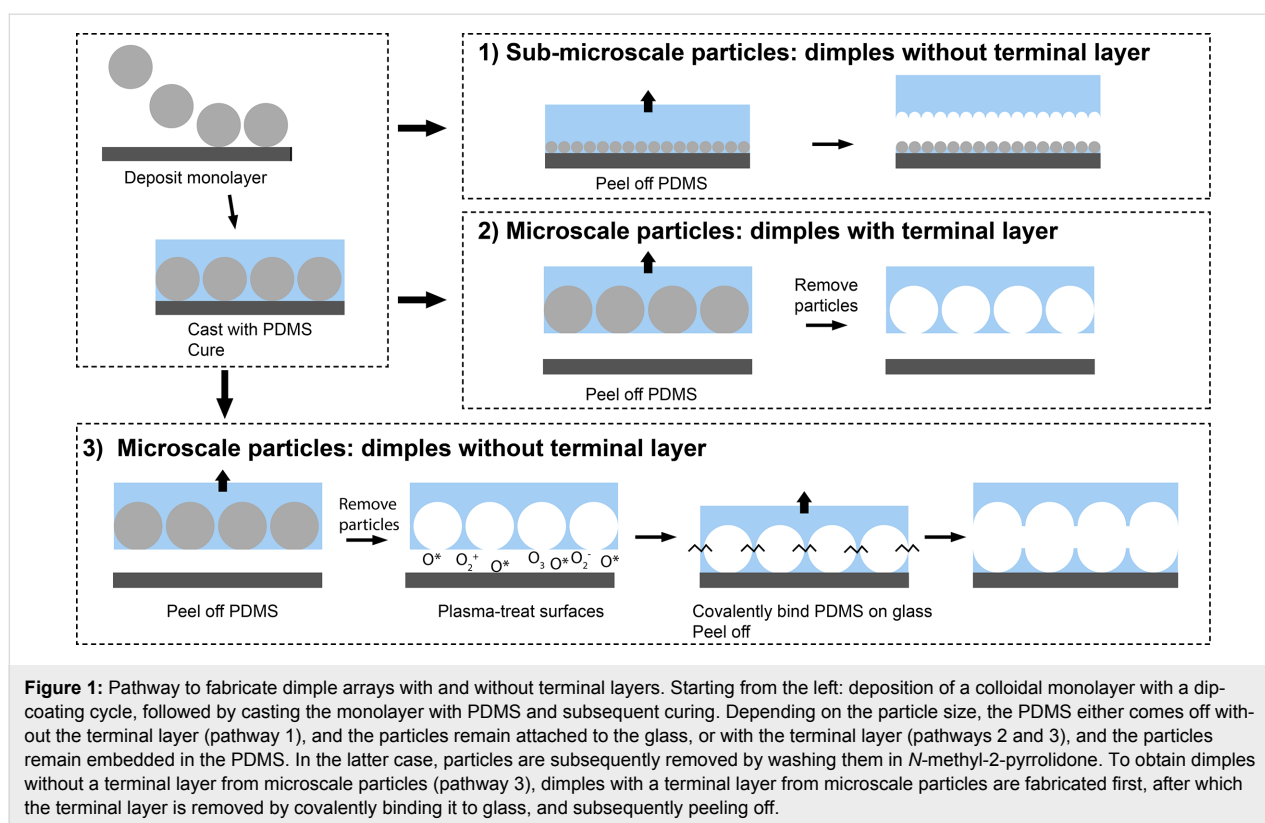 Deposit monolayer
Cast with PDMS
Cure
1) Sub-microscale particles: dimples without terminal layer
Peel off PDMS
2) Microscale particles: dimples with terminal layer
Remove
particles
Peel off PDMS
3) Microscale particles: dimples without terminal layer
Remove
particles
O* O₂⁺ O* O₃ O* O₂⁻ O*
Peel off PDMS
Plasma-treat surfaces
Covalently bind PDMS on glass
Peel off
Figure 1: Pathway to fabricate dimple arrays with and without terminal layers. Starting from the left: deposition of a colloidal monolayer with a dip-
coating cycle, followed by casting the monolayer with PDMS and subsequent curing. Depending on the particle size, the PDMS either comes off with-
out the terminal layer (pathway 1), and the particles remain attached to the glass, or with the terminal layer (pathways 2 and 3), and the particles
remain embedded in the PDMS. In the latter case, particles are subsequently removed by washing them in N-methyl-2-pyrrolidone. To obtain dimples
without a terminal layer from microscale particles (pathway 3), dimples with a terminal layer from microscale particles are fabricated first, after which
the terminal layer is removed by covalently binding it to glass, and subsequently peeling off.